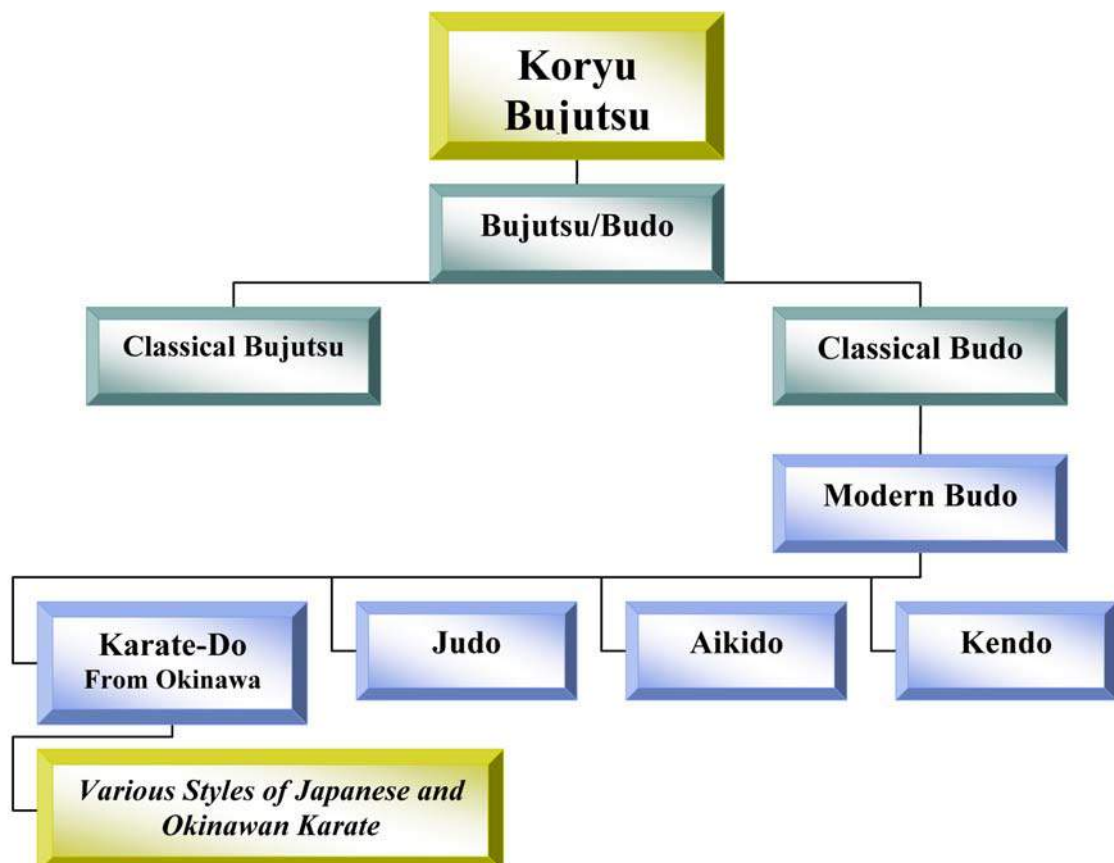 Koryu
Bujutsu
Bujutsu/Budo
Classical Bujutsu
Classical Budo
Modern Budo
Karate-Do
From Okinawa
Judo
Aikido
Kendo
Various Styles of Japanese and
Okinawan Karate